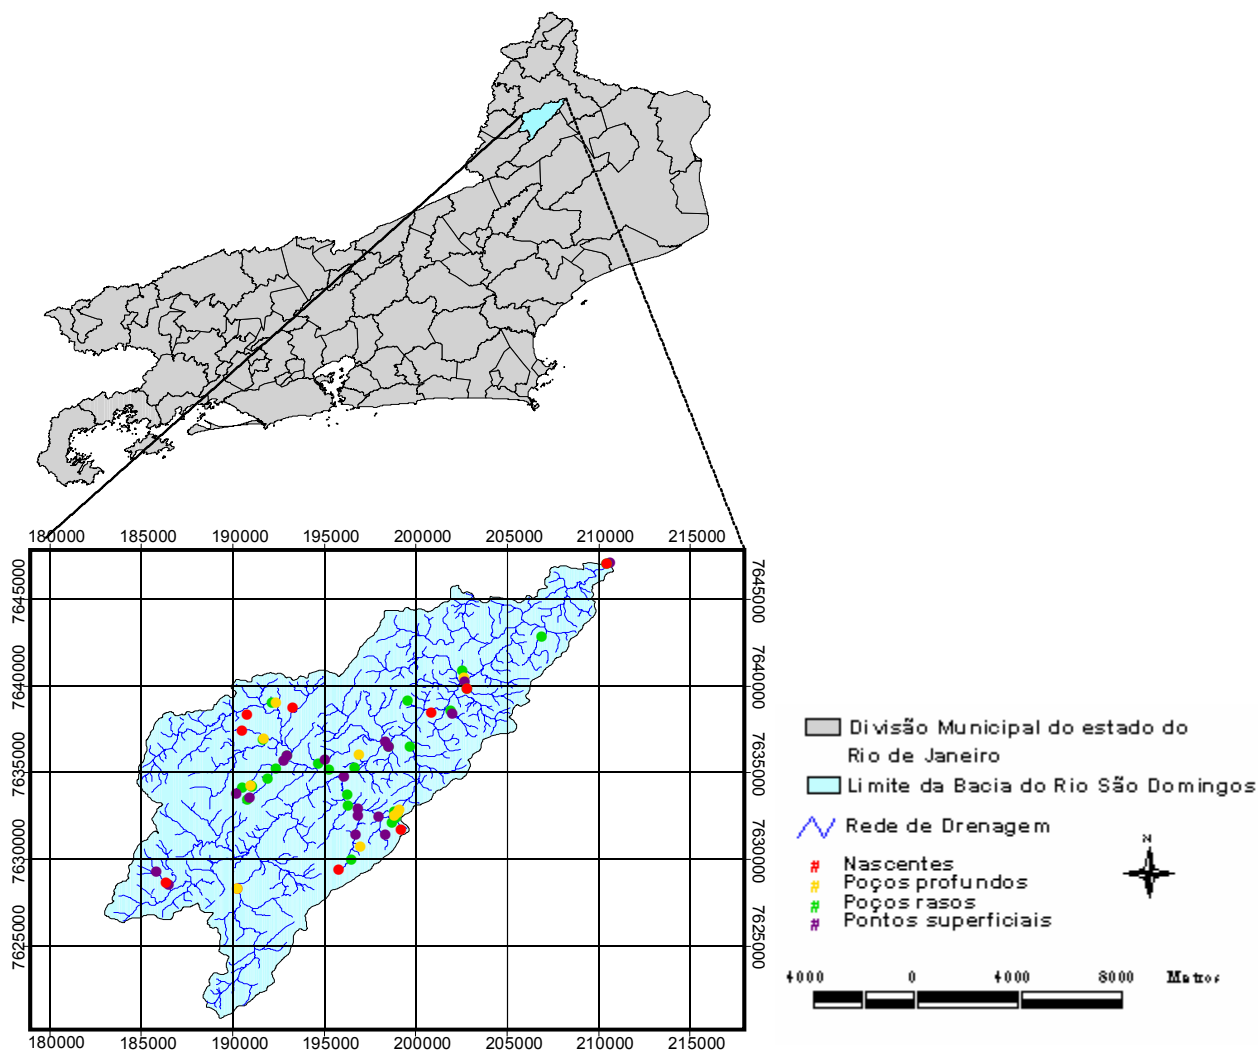 180000 185000 190000 195000 200000 205000 210000 215000
7645000
7640000
7635000
7630000
7625000
7645000
7640000
7635000
7630000
7625000
180000 185000 190000 195000 200000 205000 210000 215000
Divisão Municipal do estado do
Rio de Janeiro
Limite da Bacia do Rio São Domingos
Rede de Drenagem
# Nascentes
# Poços profundos
# Poços rasos
# Pontos superficiais
N
4000 0 4000 8000 Metros